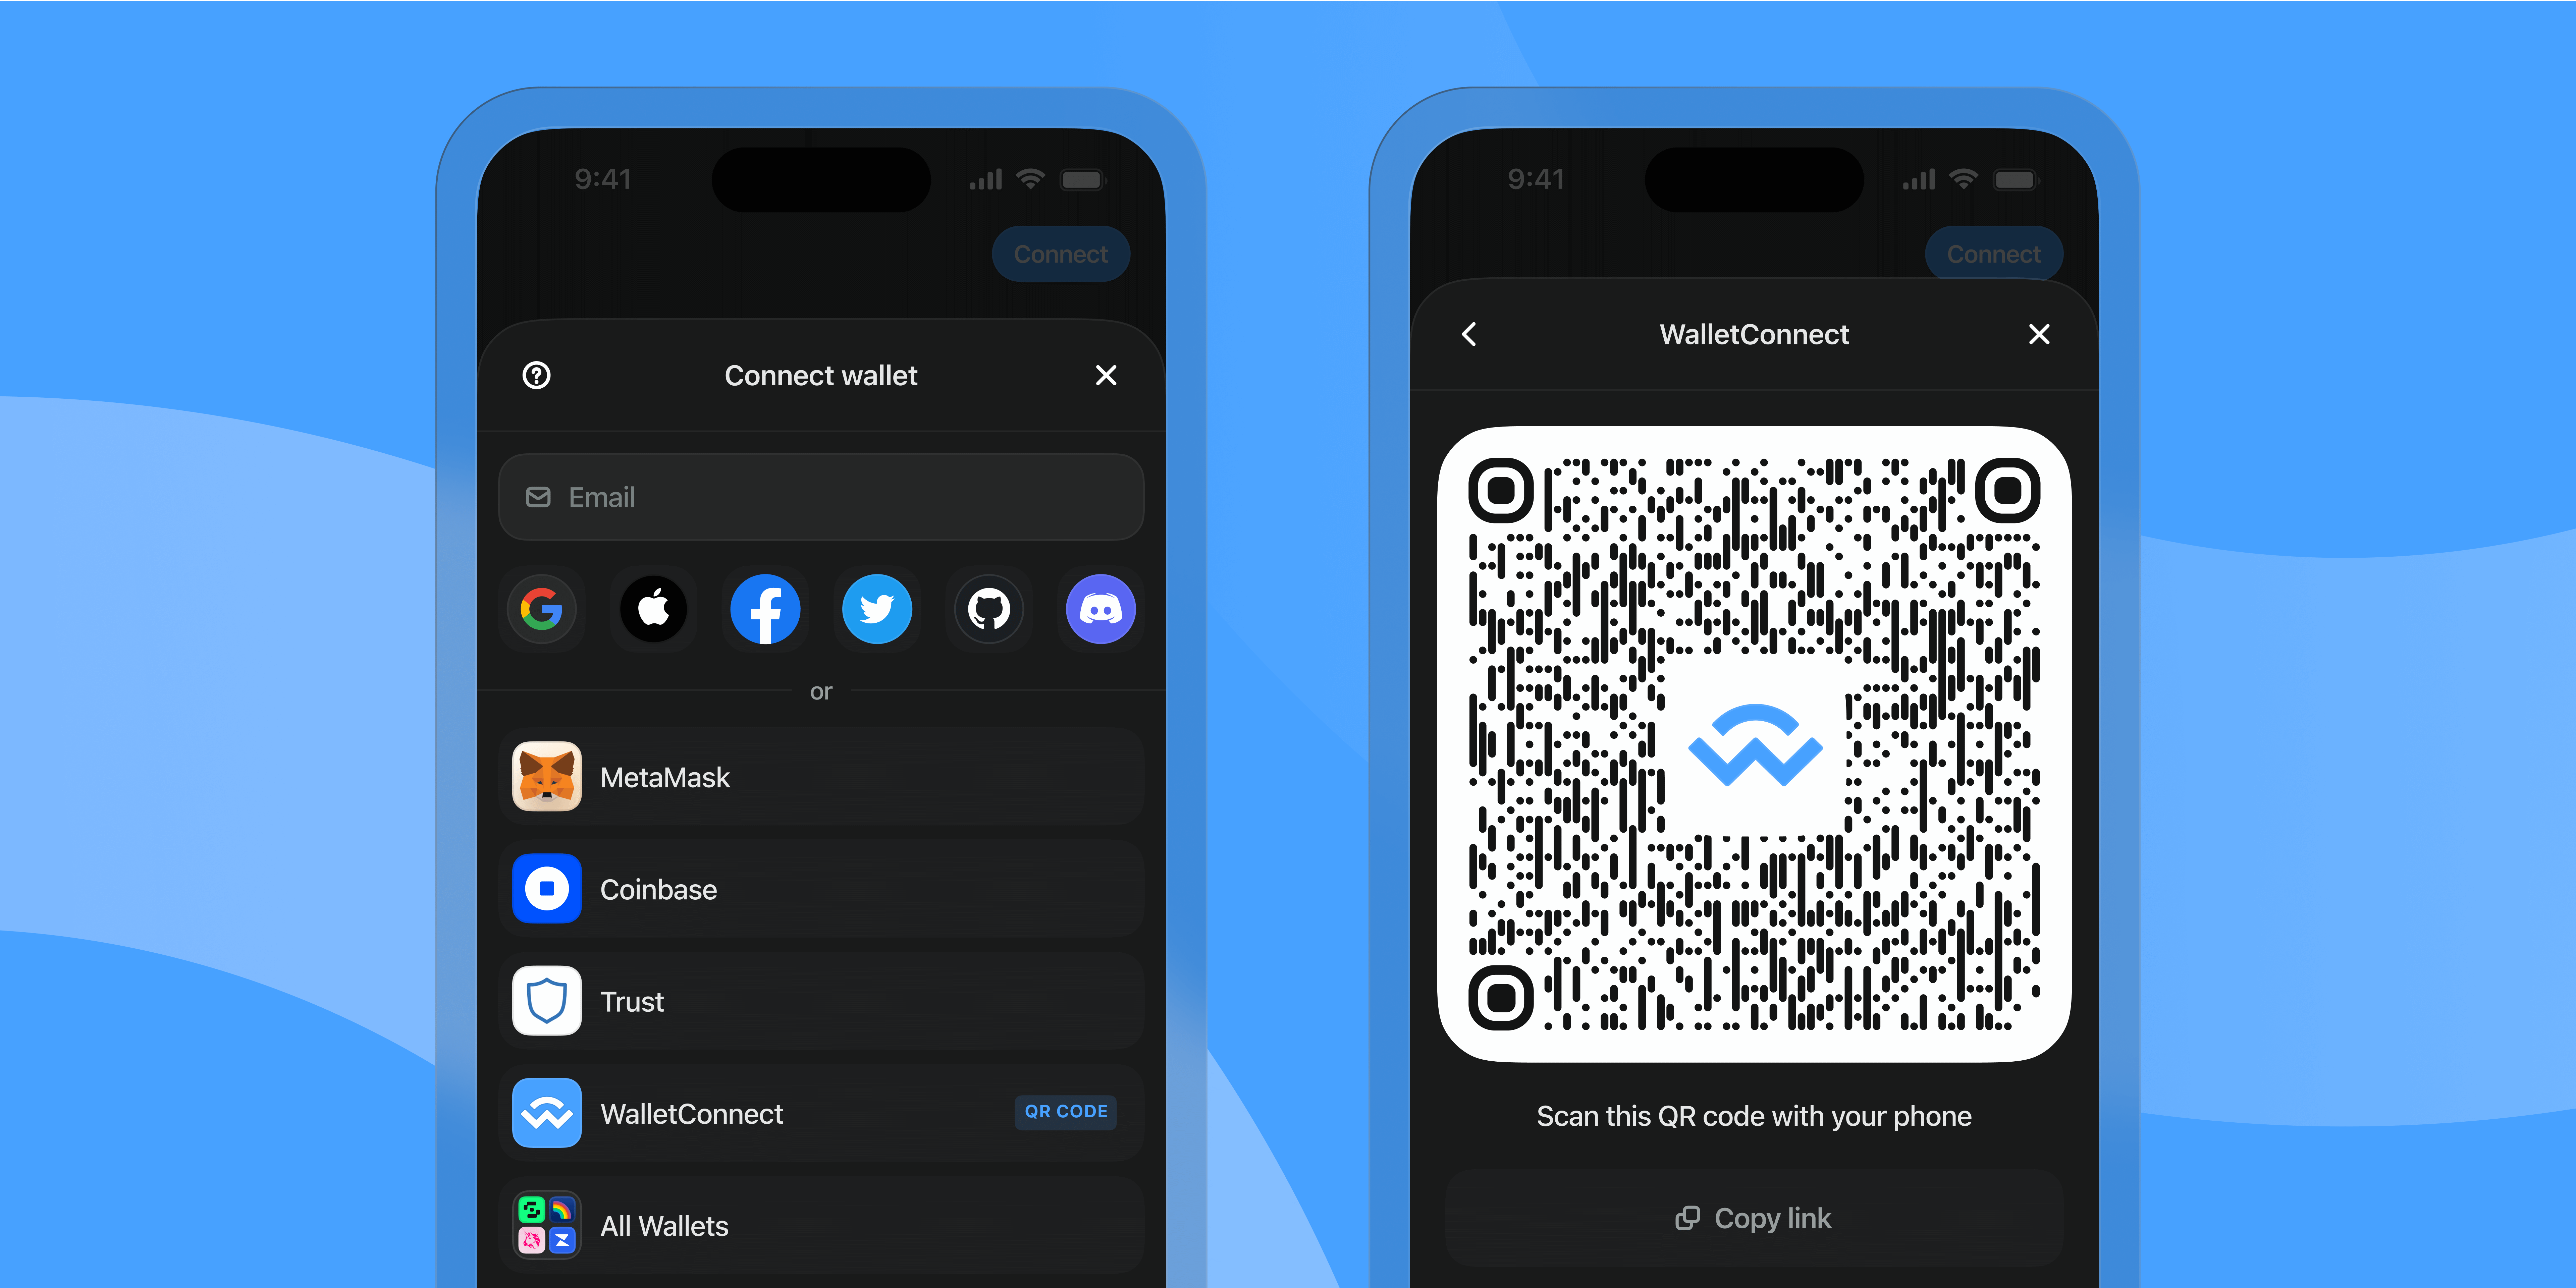 9:41
Connect
Connect wallet
Email
or
MetaMask
Coinbase
Trust
WalletConnect
QR CODE
All Wallets
9:41
Connect
WalletConnect
Scan this QR code with your phone
Copy link